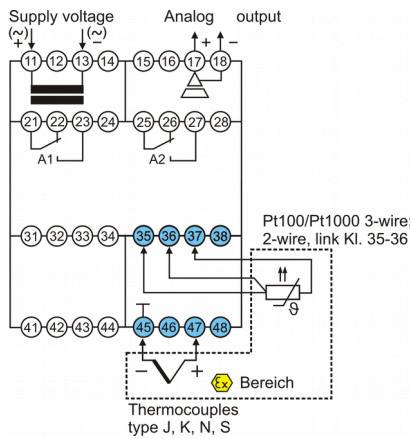 Supply voltage Analog output
(~) (~)
+ − + −
11 12 13 14 15 16 17 18
21 22 23 24 25 26 27 28
A1 A2
Pt100/Pt1000 3-wire;
2-wire, link Kl. 35-36
31 32 33 34 35 36 37 38
ϑ
41 42 43 44 45 46 47 48
− +
Ex Bereich
Thermocouples
type J, K, N, S